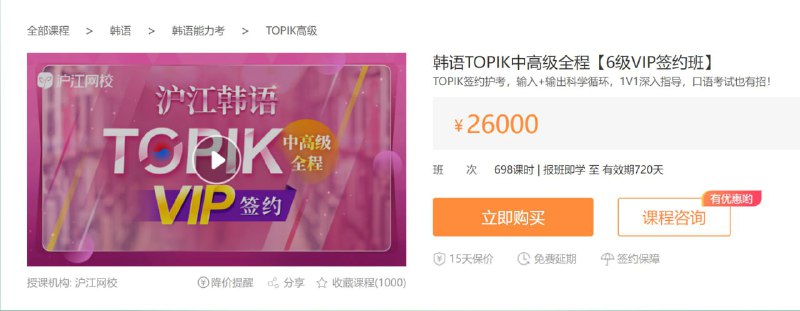 全部课程 > 韩语 > 韩语能力考 > TOPIK高级
沪江网校
沪江韩语
TOPIK
中高级
全程
VIP 签约
授课机构: 沪江网校 降价提醒 分享 收藏课程(1000)
韩语TOPIK中高级全程【6级VIP签约班】
TOPIK签约护考，输入+输出科学循环，1V1深入指导，口语考试也有招！
¥26000
班 次 698课时 | 报班即学 至 有效期720天
有优惠哟
立即购买 课程咨询
15天保价 免费延期 签约保障